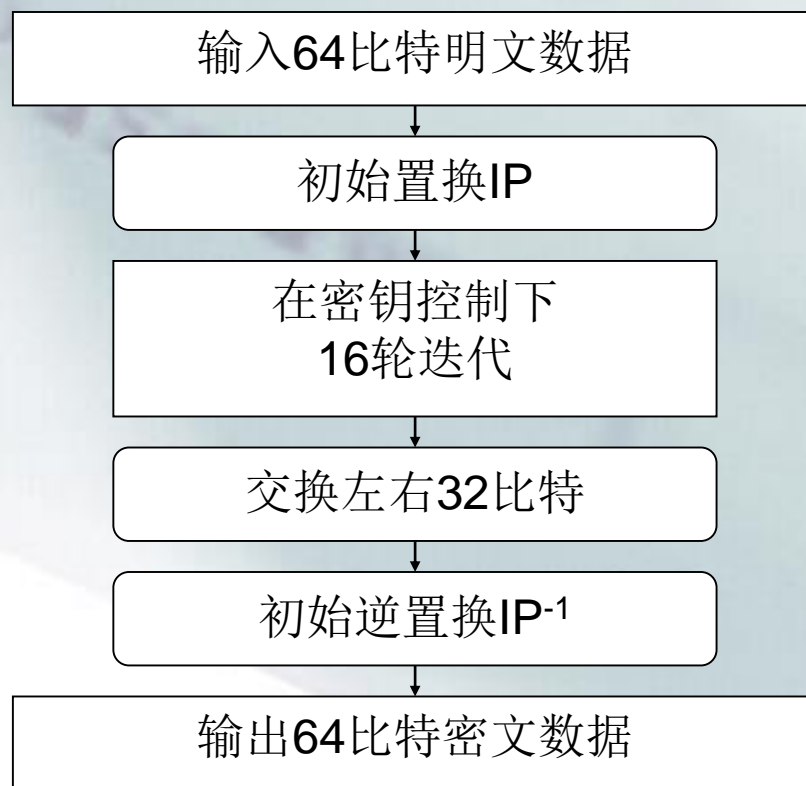 输入64比特明文数据
初始置换IP
在密钥控制下
16轮迭代
交换左右32比特
初始逆置换IP-1
输出64比特密文数据